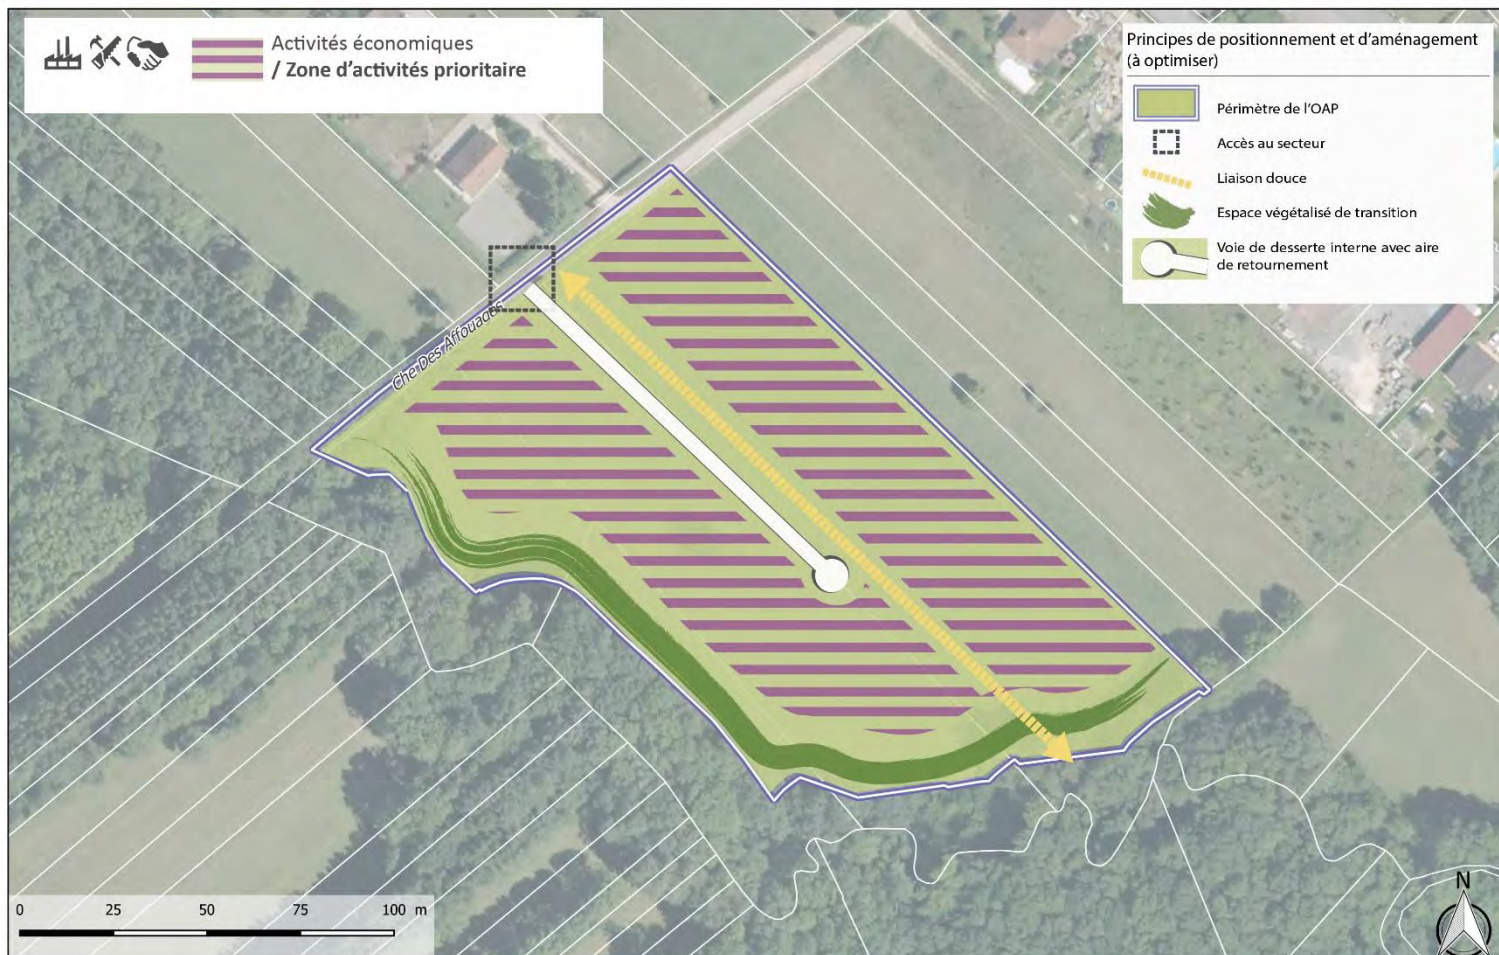 Activités économiques
/ Zone d'activités prioritaire
Principes de positionnement et d'aménagement
(à optimiser)
Périmètre de l'OAP
Accès au secteur
Liaison douce
Espace végétalisé de transition
Voie de desserte interne avec aire
de retournement
Che Des Affouages
0 25 50 75 100 m
N